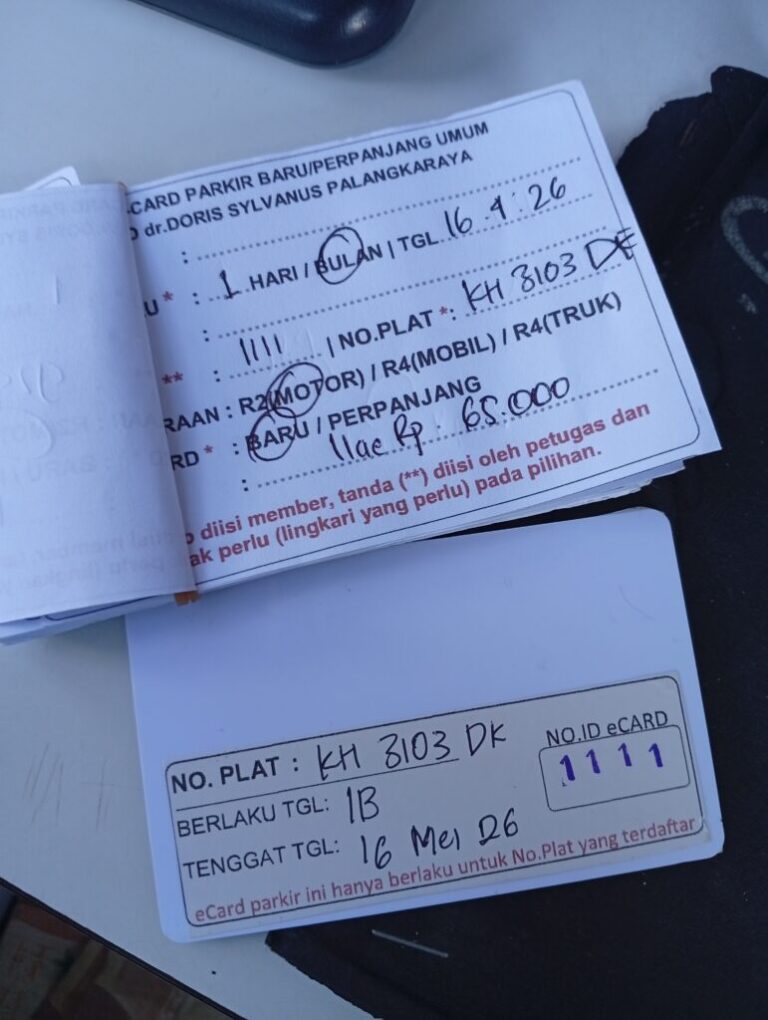 -CARD PARKIR BARU/PERPANJANG UMUM
D dr.DORIS SYLVANUS PALANGKARAYA
:
U * : 1 HARI / BULAN | TGL 16 . 4 : 26
:
** : 1111 | NO.PLAT *: KH 3103 DK
RAAN : R2(MOTOR) / R4(MOBIL) / R4(TRUK)
RD * : BARU / PERPANJANG
: Rp . 65.000
diisi member, tanda (**) diisi oleh petugas dan
ak perlu (lingkari yang perlu) pada pilihan.
NO. PLAT : KH 3103 DK
NO.ID eCARD
1111
BERLAKU TGL: 1B
TENGGAT TGL: 16 Mei 26
eCard parkir ini hanya berlaku untuk No.Plat yang terdaftar